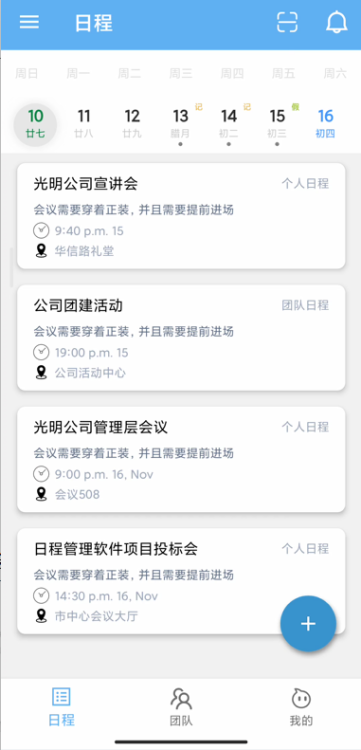 日程
周日 周一 周二 周三 周四 周五 周六
10 11 12 13 记 14 记 15 假 16
廿七 廿八 廿九 腊月 初二 初三 初四
光明公司宣讲会 个人日程
会议需要穿着正装，并且需要提前进场
9:40 p.m. 15
华信路礼堂
公司团建活动 团队日程
会议需要穿着正装，并且需要提前进场
19:00 p.m. 15
公司活动中心
光明公司管理层会议 个人日程
会议需要穿着正装，并且需要提前进场
9:00 p.m. 16, Nov
会议508
日程管理软件项目投标会 个人日程
会议需要穿着正装，并且需要提前进场
14:30 p.m. 16, Nov
市中心会议大厅
日程 团队 我的